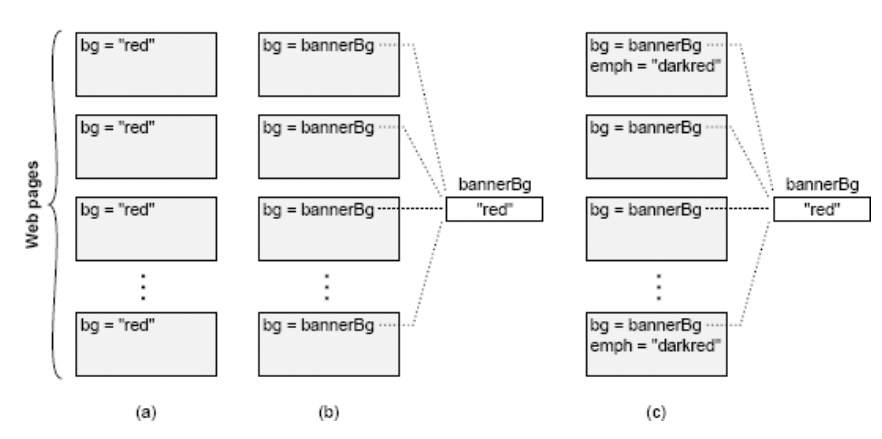 Web pages
bg = "red"
bg = "red"
bg = "red"
bg = "red"
(a)
bg = bannerBg
bg = bannerBg
bg = bannerBg
bg = bannerBg
bannerBg
"red"
(b)
bg = bannerBg
emph = "darkred"
bg = bannerBg
bg = bannerBg
bg = bannerBg
emph = "darkred"
bannerBg
"red"
(c)